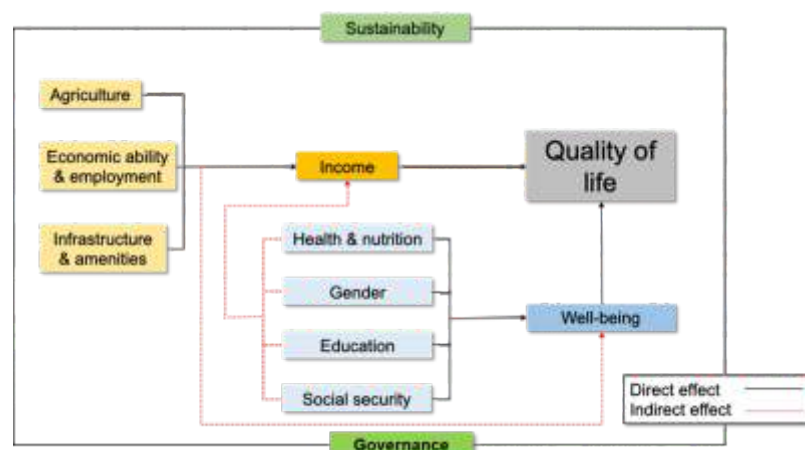 Sustainability
Agriculture
Economic ability
& employment
Infrastructure
& amenities
Income
Quality of
life
Health & nutrition
Gender
Education
Social security
Well-being
Direct effect
Indirect effect
Governance